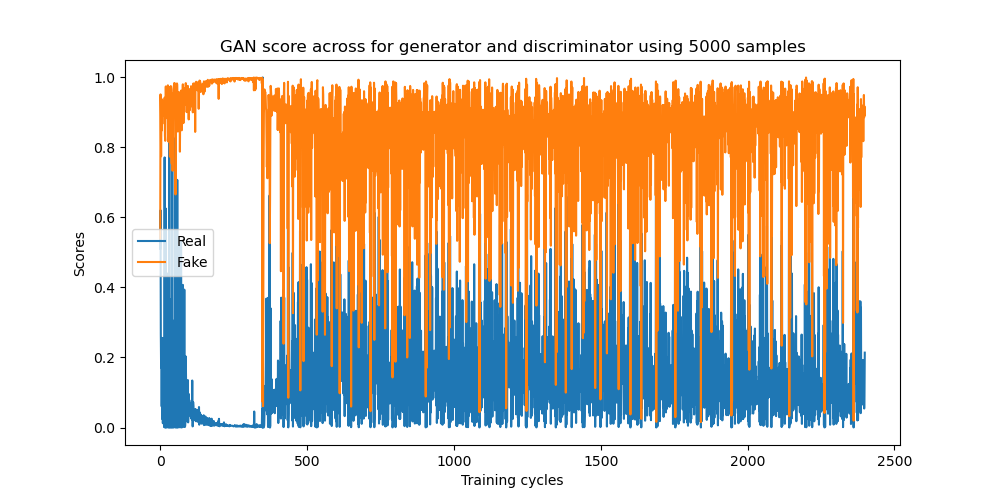 GAN score across for generator and discriminator using 5000 samples
1.0
0.8
0.6
0.4
0.2
0.0
Scores
Real
Fake
0
500
1000
1500
2000
2500
Training cycles